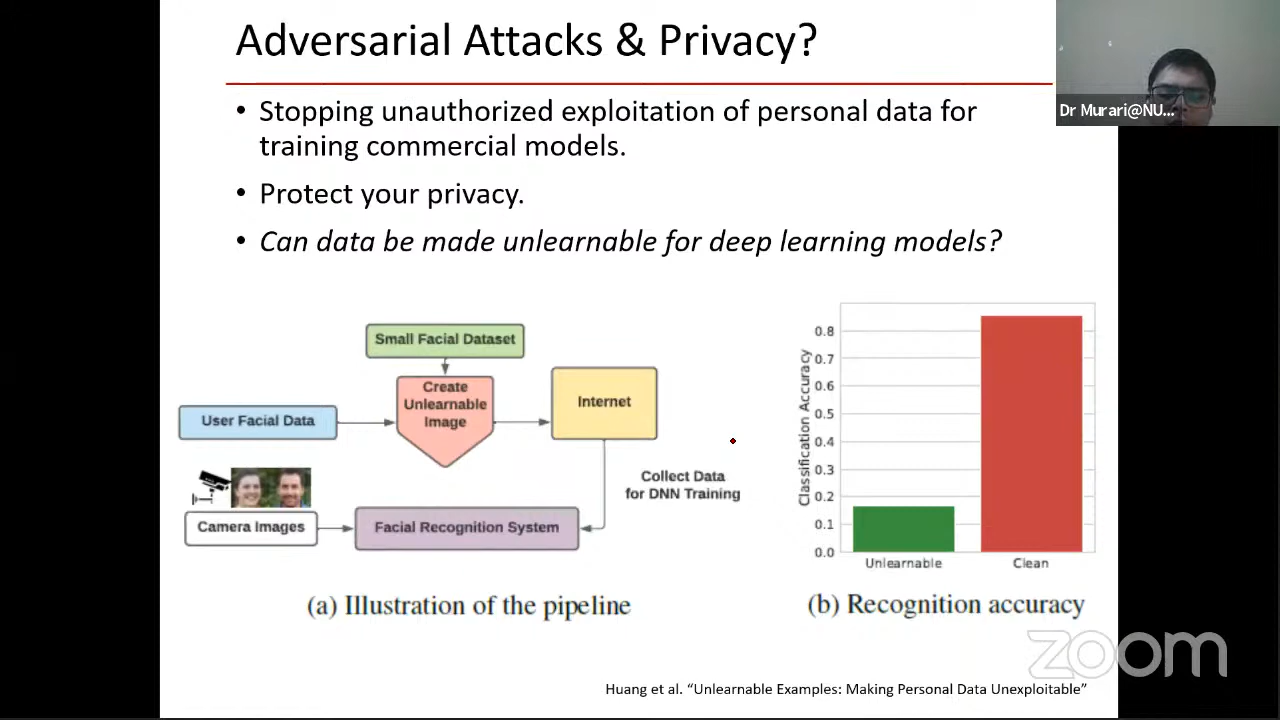 Adversarial Attacks & Privacy?
Dr Murari@NU...
• Stopping unauthorized exploitation of personal data for
training commercial models.
• Protect your privacy.
• Can data be made unlearnable for deep learning models?
Small Facial Dataset
Create
Unlearnable
Image
User Facial Data
Internet
Collect Data
for DNN Training
Camera Images
Facial Recognition System
(a) Illustration of the pipeline
Classification Accuracy
0.8
0.7
0.6
0.5
0.4
0.3
0.2
0.1
0.0
Unlearnable
Clean
(b) Recognition accuracy
zoom
Huang et al. “Unlearnable Examples: Making Personal Data Unexploitable”